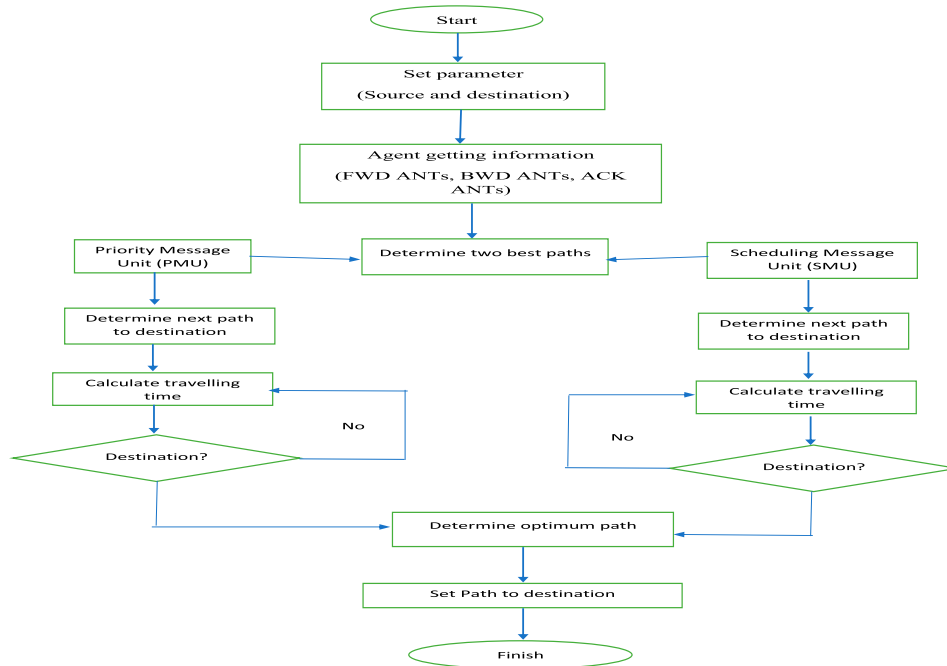 Start
Set parameter
(Source and destination)
Agent getting information
(FWD ANTs, BWD ANTs, ACK
ANTs)
Priority Message
Unit (PMU)
Determine two best paths
Scheduling Message
Unit (SMU)
Determine next path
to destination
Determine next path
to destination
Calculate travelling
time
Calculate travelling
time
No
No
Destination?
Destination?
Determine optimum path
Set Path to destination
Finish